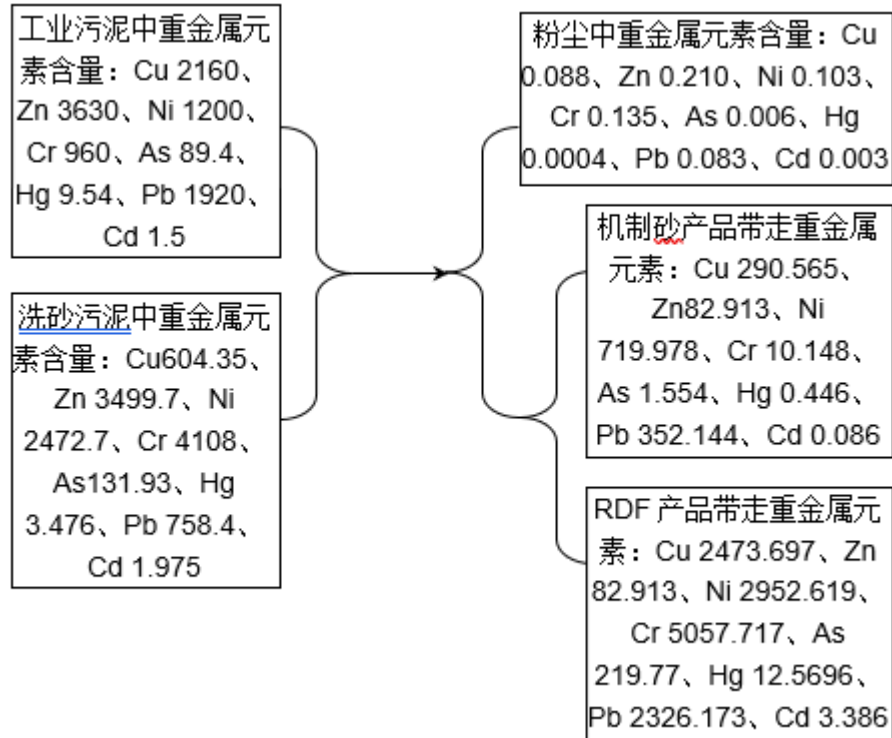 工业污泥中重金属元
素含量：Cu 2160、
Zn 3630、Ni 1200、
Cr 960、As 89.4、
Hg 9.54、Pb 1920、
Cd 1.5
洗砂污泥中重金属元
素含量：Cu604.35、
Zn 3499.7、Ni
2472.7、Cr 4108、
As131.93、Hg
3.476、Pb 758.4、
Cd 1.975
粉尘中重金属元素含量：Cu
0.088、Zn 0.210、Ni 0.103、
Cr 0.135、As 0.006、Hg
0.0004、Pb 0.083、Cd 0.003
机制砂产品带走重金属
元素：Cu 290.565、
Zn82.913、Ni
719.978、Cr 10.148、
As 1.554、Hg 0.446、
Pb 352.144、Cd 0.086
RDF 产品带走重金属元
素：Cu 2473.697、Zn
82.913、Ni 2952.619、
Cr 5057.717、As
219.77、Hg 12.5696、
Pb 2326.173、Cd 3.386